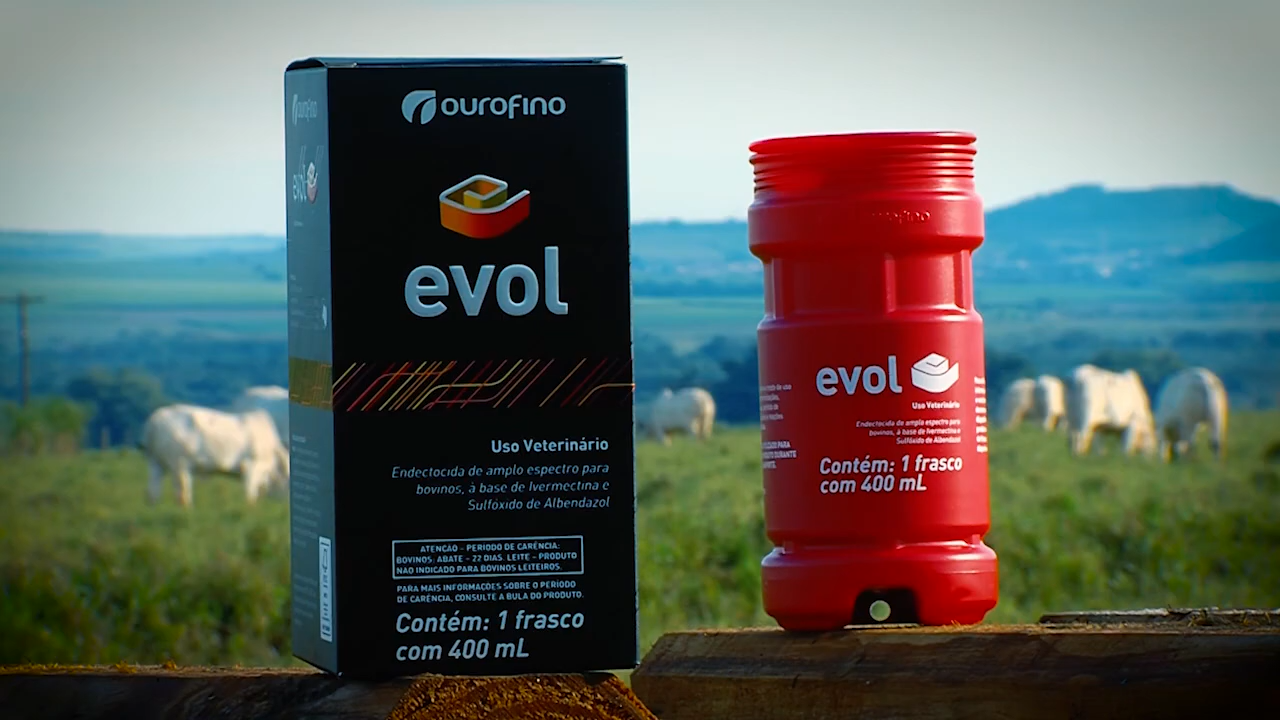 ourofino
evol
Uso Veterinário
Endectocida de amplo espectro para
bovinos, à base de Ivermectina e
Sulfóxido de Albendazol
ATENÇÃO - PERÍODO DE CARÊNCIA:
BOVINOS: ABATE - 22 DIAS. LEITE - PRODUTO
NÃO INDICADO PARA BOVINOS LEITEIROS.
PARA MAIS INFORMAÇÕES SOBRE O PERÍODO
DE CARÊNCIA, CONSULTE A BULA DO PRODUTO.
Contém: 1 frasco
com 400 mL
ourofino
evol
ourofino
evol
Uso Veterinário
Endectocida de amplo espectro para
bovinos, à base de Ivermectina e
Sulfóxido de Albendazol
Contém: 1 frasco
com 400 mL